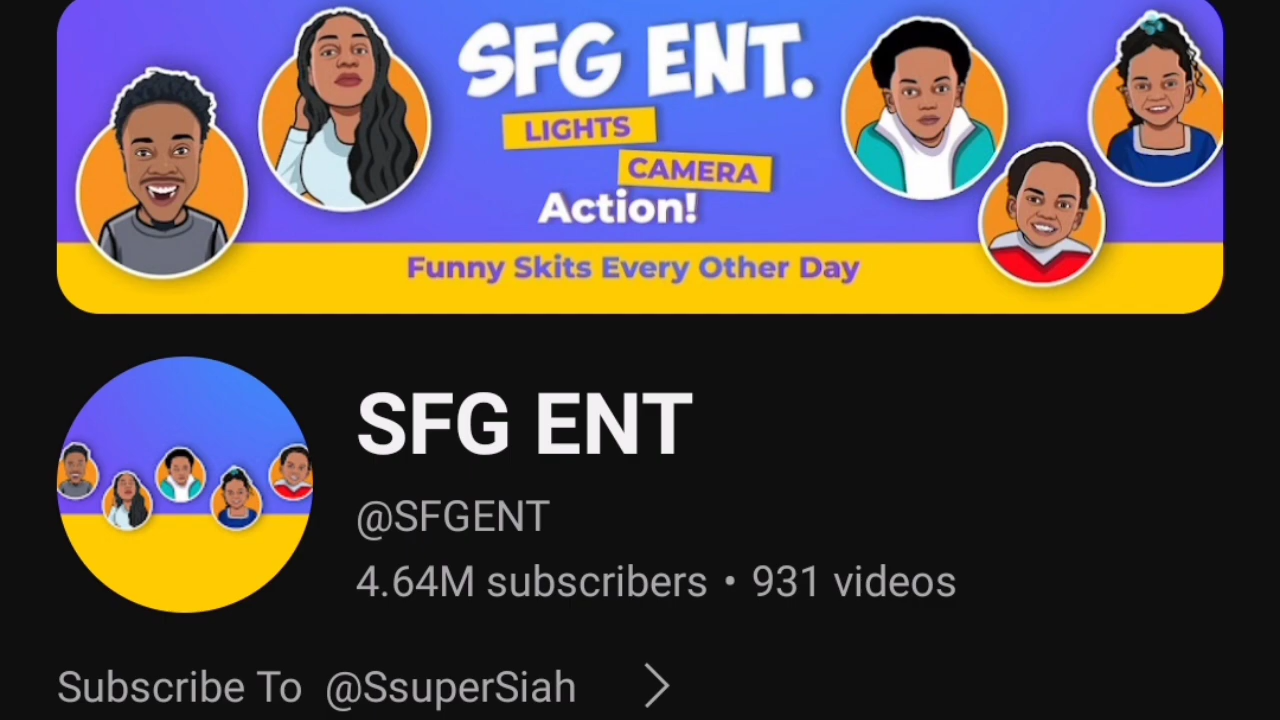 SFG ENT.
LIGHTS
CAMERA
Action!
Funny Skits Every Other Day
SFG ENT
@SFGENT
4.64M subscribers • 931 videos
Subscribe To @SsuperSiah